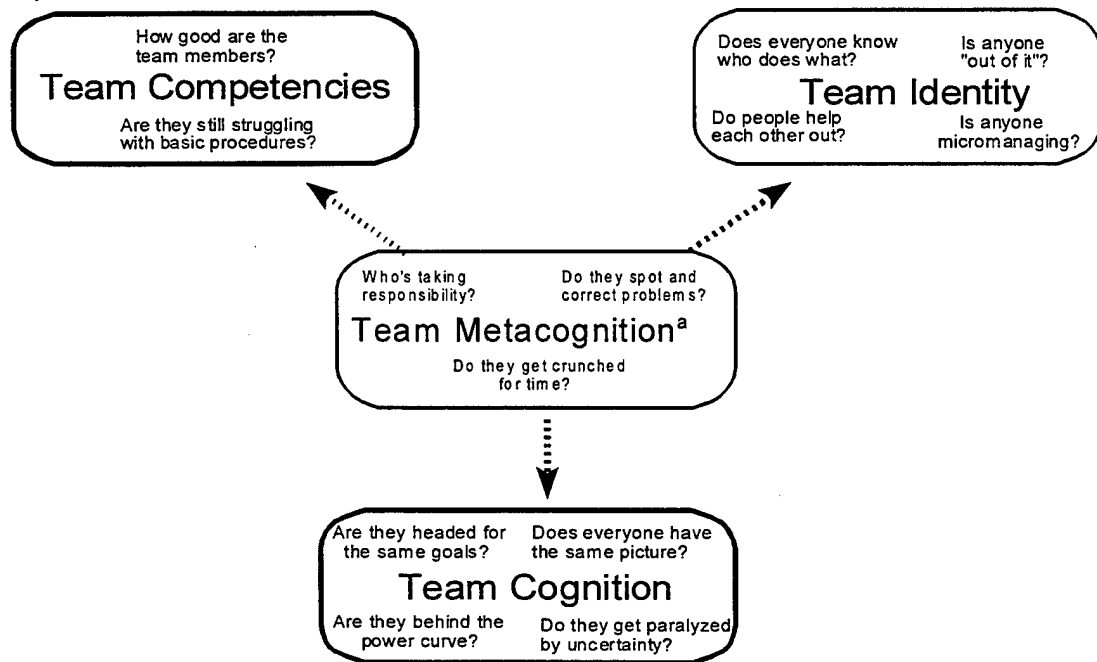 How good are the
team members?
Team Competencies
Are they still struggling
with basic procedures?
Does everyone know
who does what?
Is anyone
"out of it"?
Team Identity
Do people help
each other out?
Is anyone
micromanaging?
Who's taking
responsibility?
Do they spot and
correct problems?
Team Metacognitionᵃ
Do they get crunched
for time?
Are they headed for
the same goals?
Does everyone have
the same picture?
Team Cognition
Are they behind the
power curve?
Do they get paralyzed
by uncertainty?